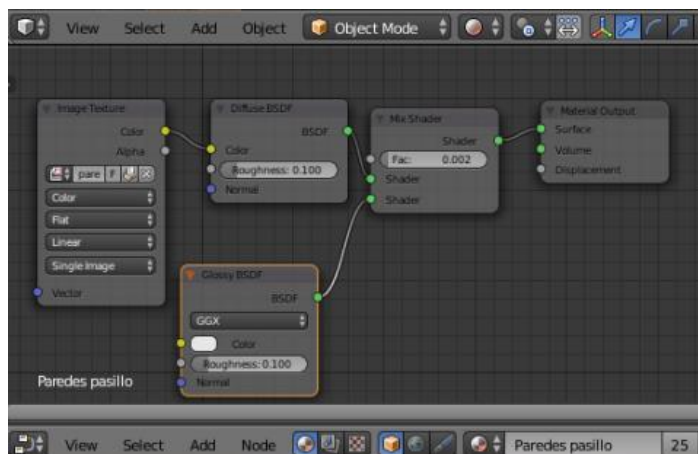 View Select Add Object Object Mode
Image Texture
Color
Alpha
pare F
Color
Flat
Linear
Single Image
Vector
Diffuse BSDF
BSDF
Color
Roughness: 0.100
Normal
Mix Shader
Shader
Fac: 0.002
Shader
Shader
Material Output
Surface
Volume
Displacement
Glossy BSDF
BSDF
GGX
Color
Roughness: 0.100
Normal
Paredes pasillo
View Select Add Node Paredes pasillo 25